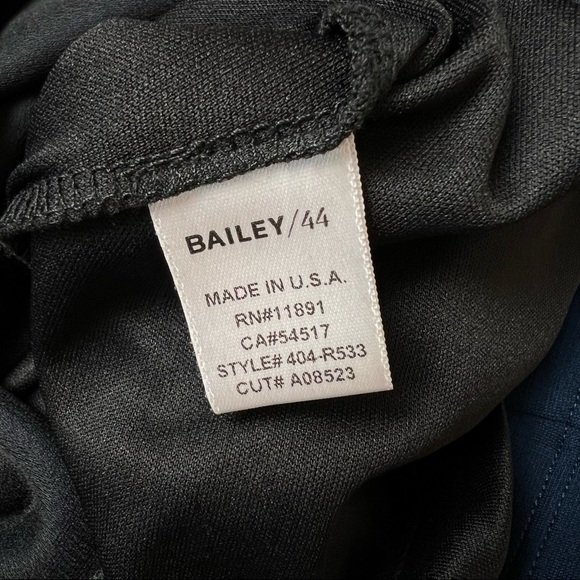 BAILEY/44
MADE IN U.S.A.
RN#11891
CA#54517
STYLE# 404-R533
CUT# A08523